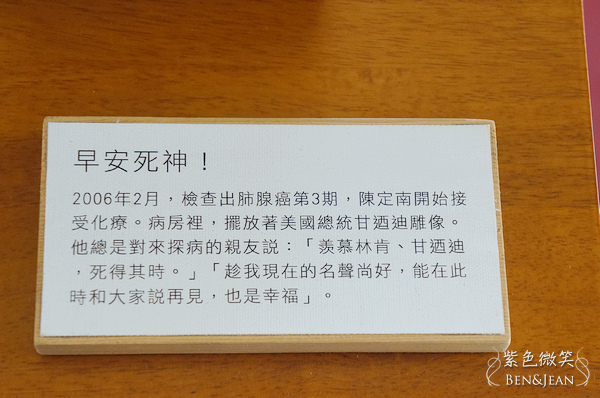 早安死神！
2006年2月，檢查出肺腺癌第3期，陳定南開始接
受化療。病房裡，擺放著美國總統甘迺迪雕像。
他總是對來探病的親友説：「羨慕林肯、甘迺迪
，死得其時。」「趁我現在的名聲尚好，能在此
時和大家説再見，也是幸福」。
紫色微笑
BEN&JEAN